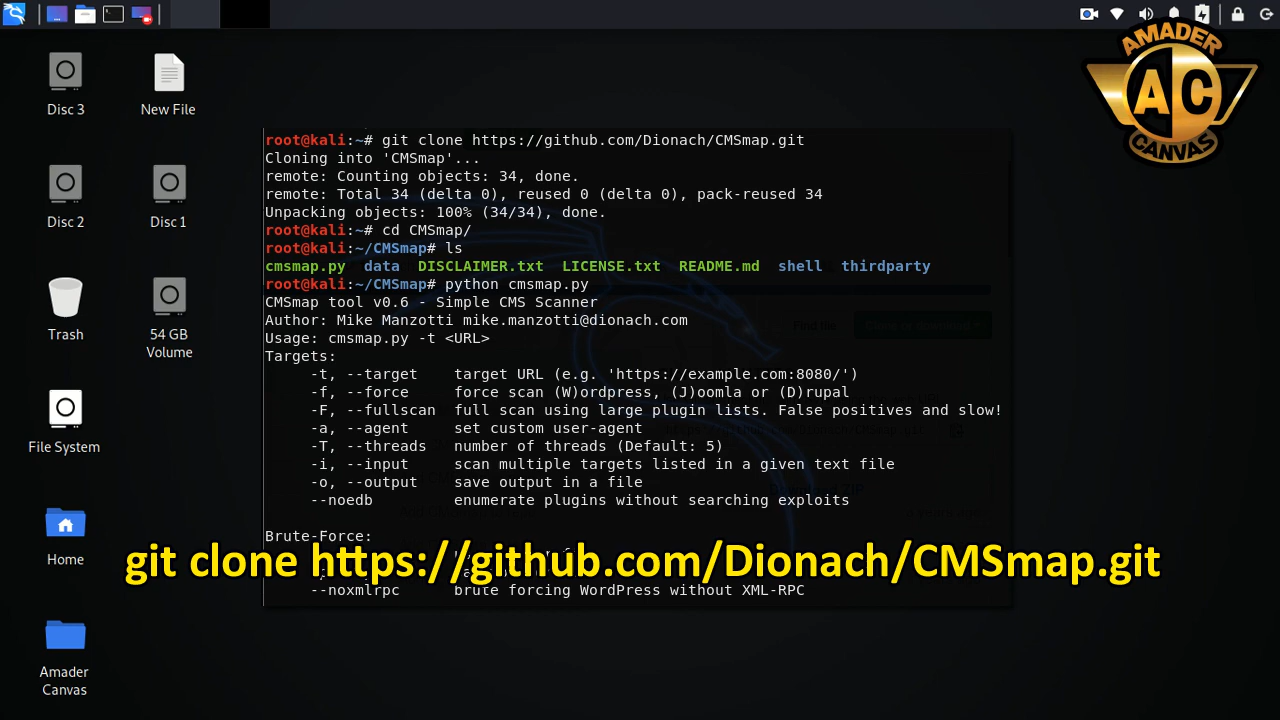 Disc 3
New File
Disc 2
Disc 1
Trash
54 GB
Volume
File System
Home
Amader
Canvas
AMADER
AC
CANVAS
root@kali:~# git clone https://github.com/Dionach/CMSmap.git
Cloning into 'CMSmap'...
remote: Counting objects: 34, done.
remote: Total 34 (delta 0), reused 0 (delta 0), pack-reused 34
Unpacking objects: 100% (34/34), done.
root@kali:~# cd CMSmap/
root@kali:~/CMSmap# ls
cmsmap.py data DISCLAIMER.txt LICENSE.txt README.md shell thirdparty
root@kali:~/CMSmap# python cmsmap.py
CMSmap tool v0.6 - Simple CMS Scanner
Author: Mike Manzotti mike.manzotti@dionach.com
Usage: cmsmap.py -t <URL>
Targets:
-t, --target target URL (e.g. 'https://example.com:8080/')
-f, --force force scan (W)ordpress, (J)oomla or (D)rupal
-F, --fullscan full scan using large plugin lists. False positives and slow!
-a, --agent set custom user-agent
-T, --threads number of threads (Default: 5)
-i, --input scan multiple targets listed in a given text file
-o, --output save output in a file
--noedb enumerate plugins without searching exploits
Brute-Force:
git clone https://github.com/Dionach/CMSmap.git
--noxmlrpc brute forcing WordPress without XML-RPC